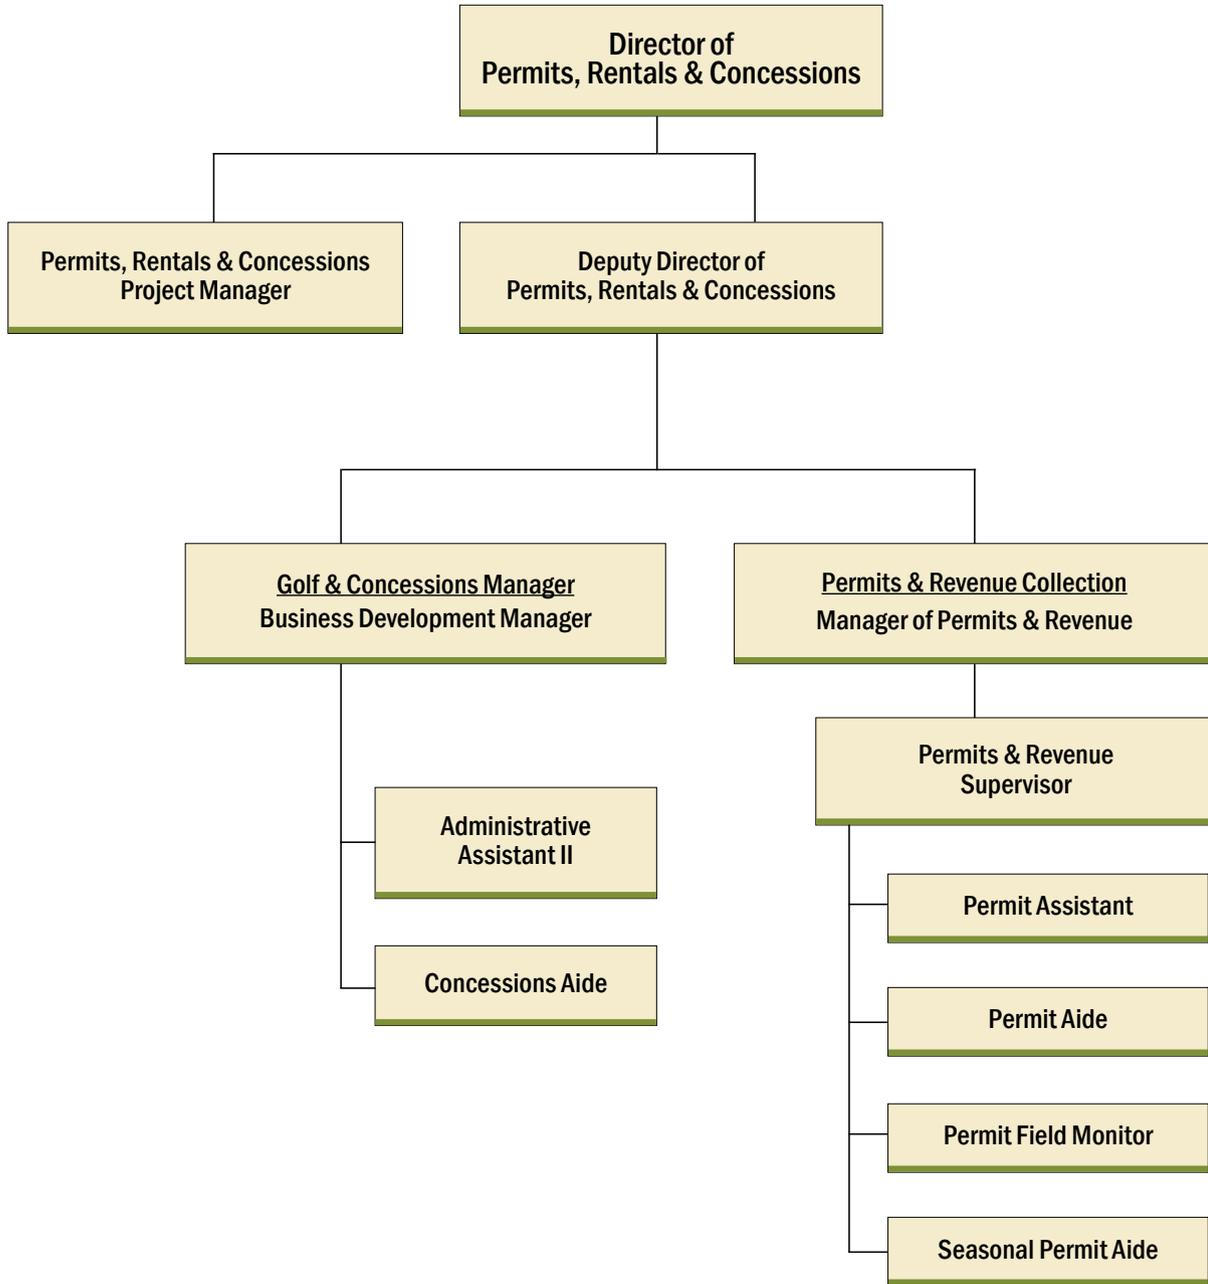 Director of
Permits, Rentals & Concessions
Permits, Rentals & Concessions
Project Manager
Deputy Director of
Permits, Rentals & Concessions
Golf & Concessions Manager
Business Development Manager
Permits & Revenue Collection
Manager of Permits & Revenue
Permits & Revenue
Supervisor
Administrative
Assistant II
Concessions Aide
Permit Assistant
Permit Aide
Permit Field Monitor
Seasonal Permit Aide